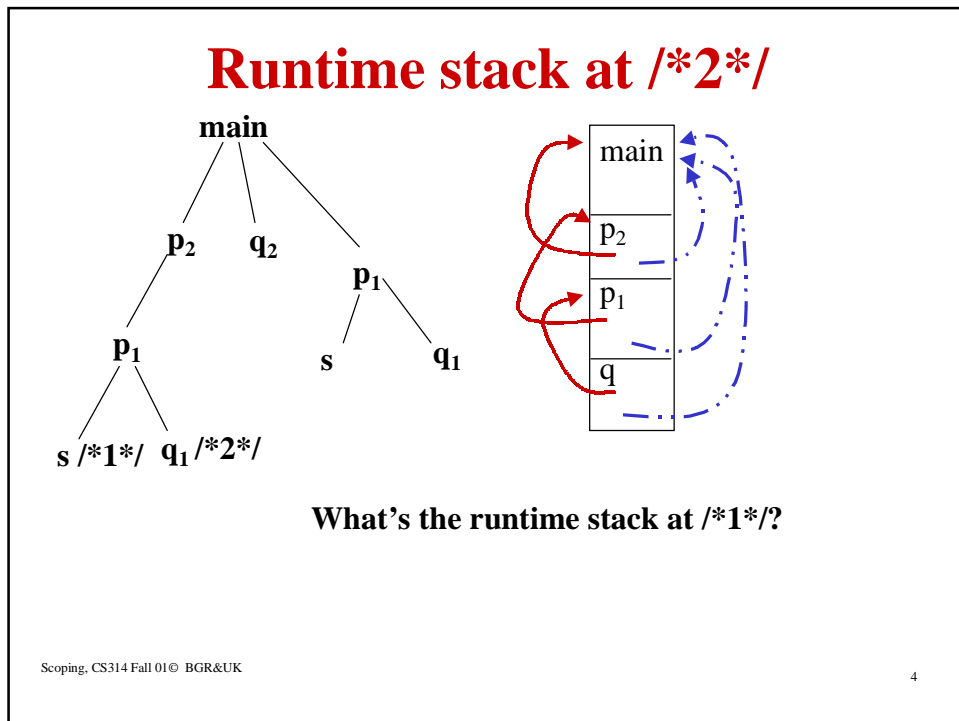 Runtime stack at /*2*/
main
p₂ q₂
p₁
p₁
s q₁
s /*1*/ q₁ /*2*/
main
p₂
p₁
q
What's the runtime stack at /*1*/?
Scoping, CS314 Fall 01© BGR&UK
4